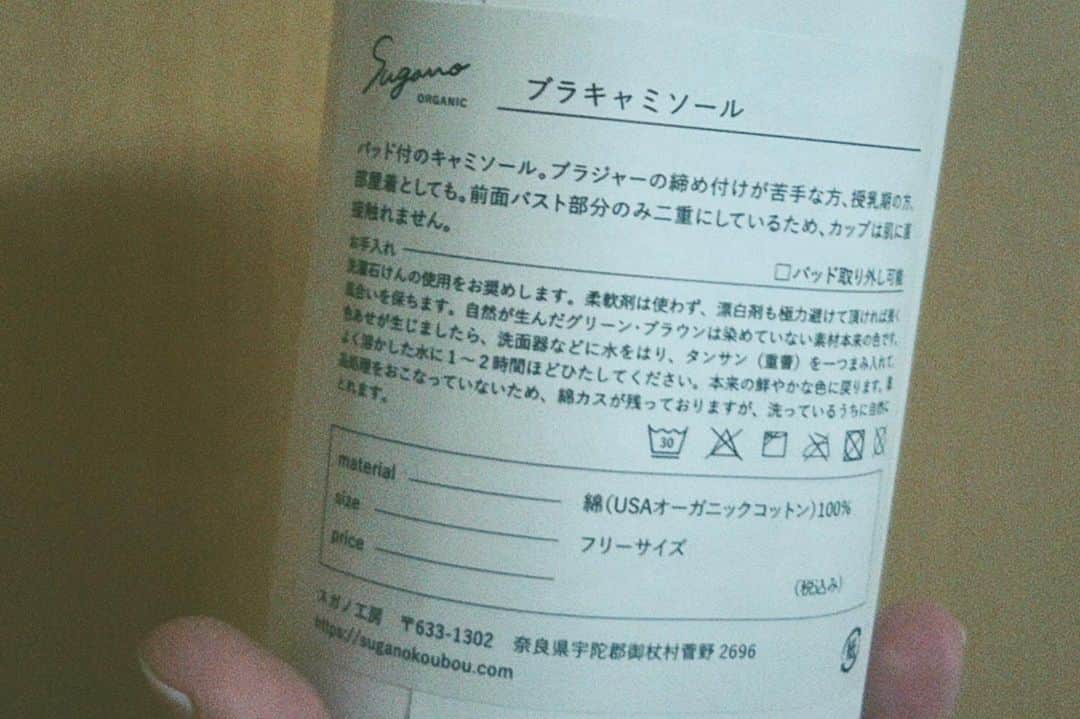 Sugano
ORGANIC
ブラキャミソール
パッド付のキャミソール。ブラジャーの締め付けが苦手な方、授乳期の方、
部屋着としても。前面バスト部分のみ二重にしているため、カップは肌に直
接触れません。
□パッド取り外し可能
お手入れ
洗濯石けんの使用をお奨めします。柔軟剤は使わず、漂白剤も極力避けて頂ければ長く
風合いを保ちます。自然が生んだグリーン・ブラウンは染めていない素材本来の色です。
色あせが生じましたら、洗面器などに水をはり、タンサン（重曹）を一つまみ入れて、
よく溶かした水に1～2時間ほどひたしてください。本来の鮮やかな色に戻ります。
品処理をおこなっていないため、綿カスが残っておりますが、洗っているうちに自然に
とれます。
30
material 綿(USAオーガニックコットン)100%
size フリーサイズ
price (税込み)
スガノ工房 〒633-1302 奈良県宇陀郡御杖村菅野2696
https://suganokoubou.com